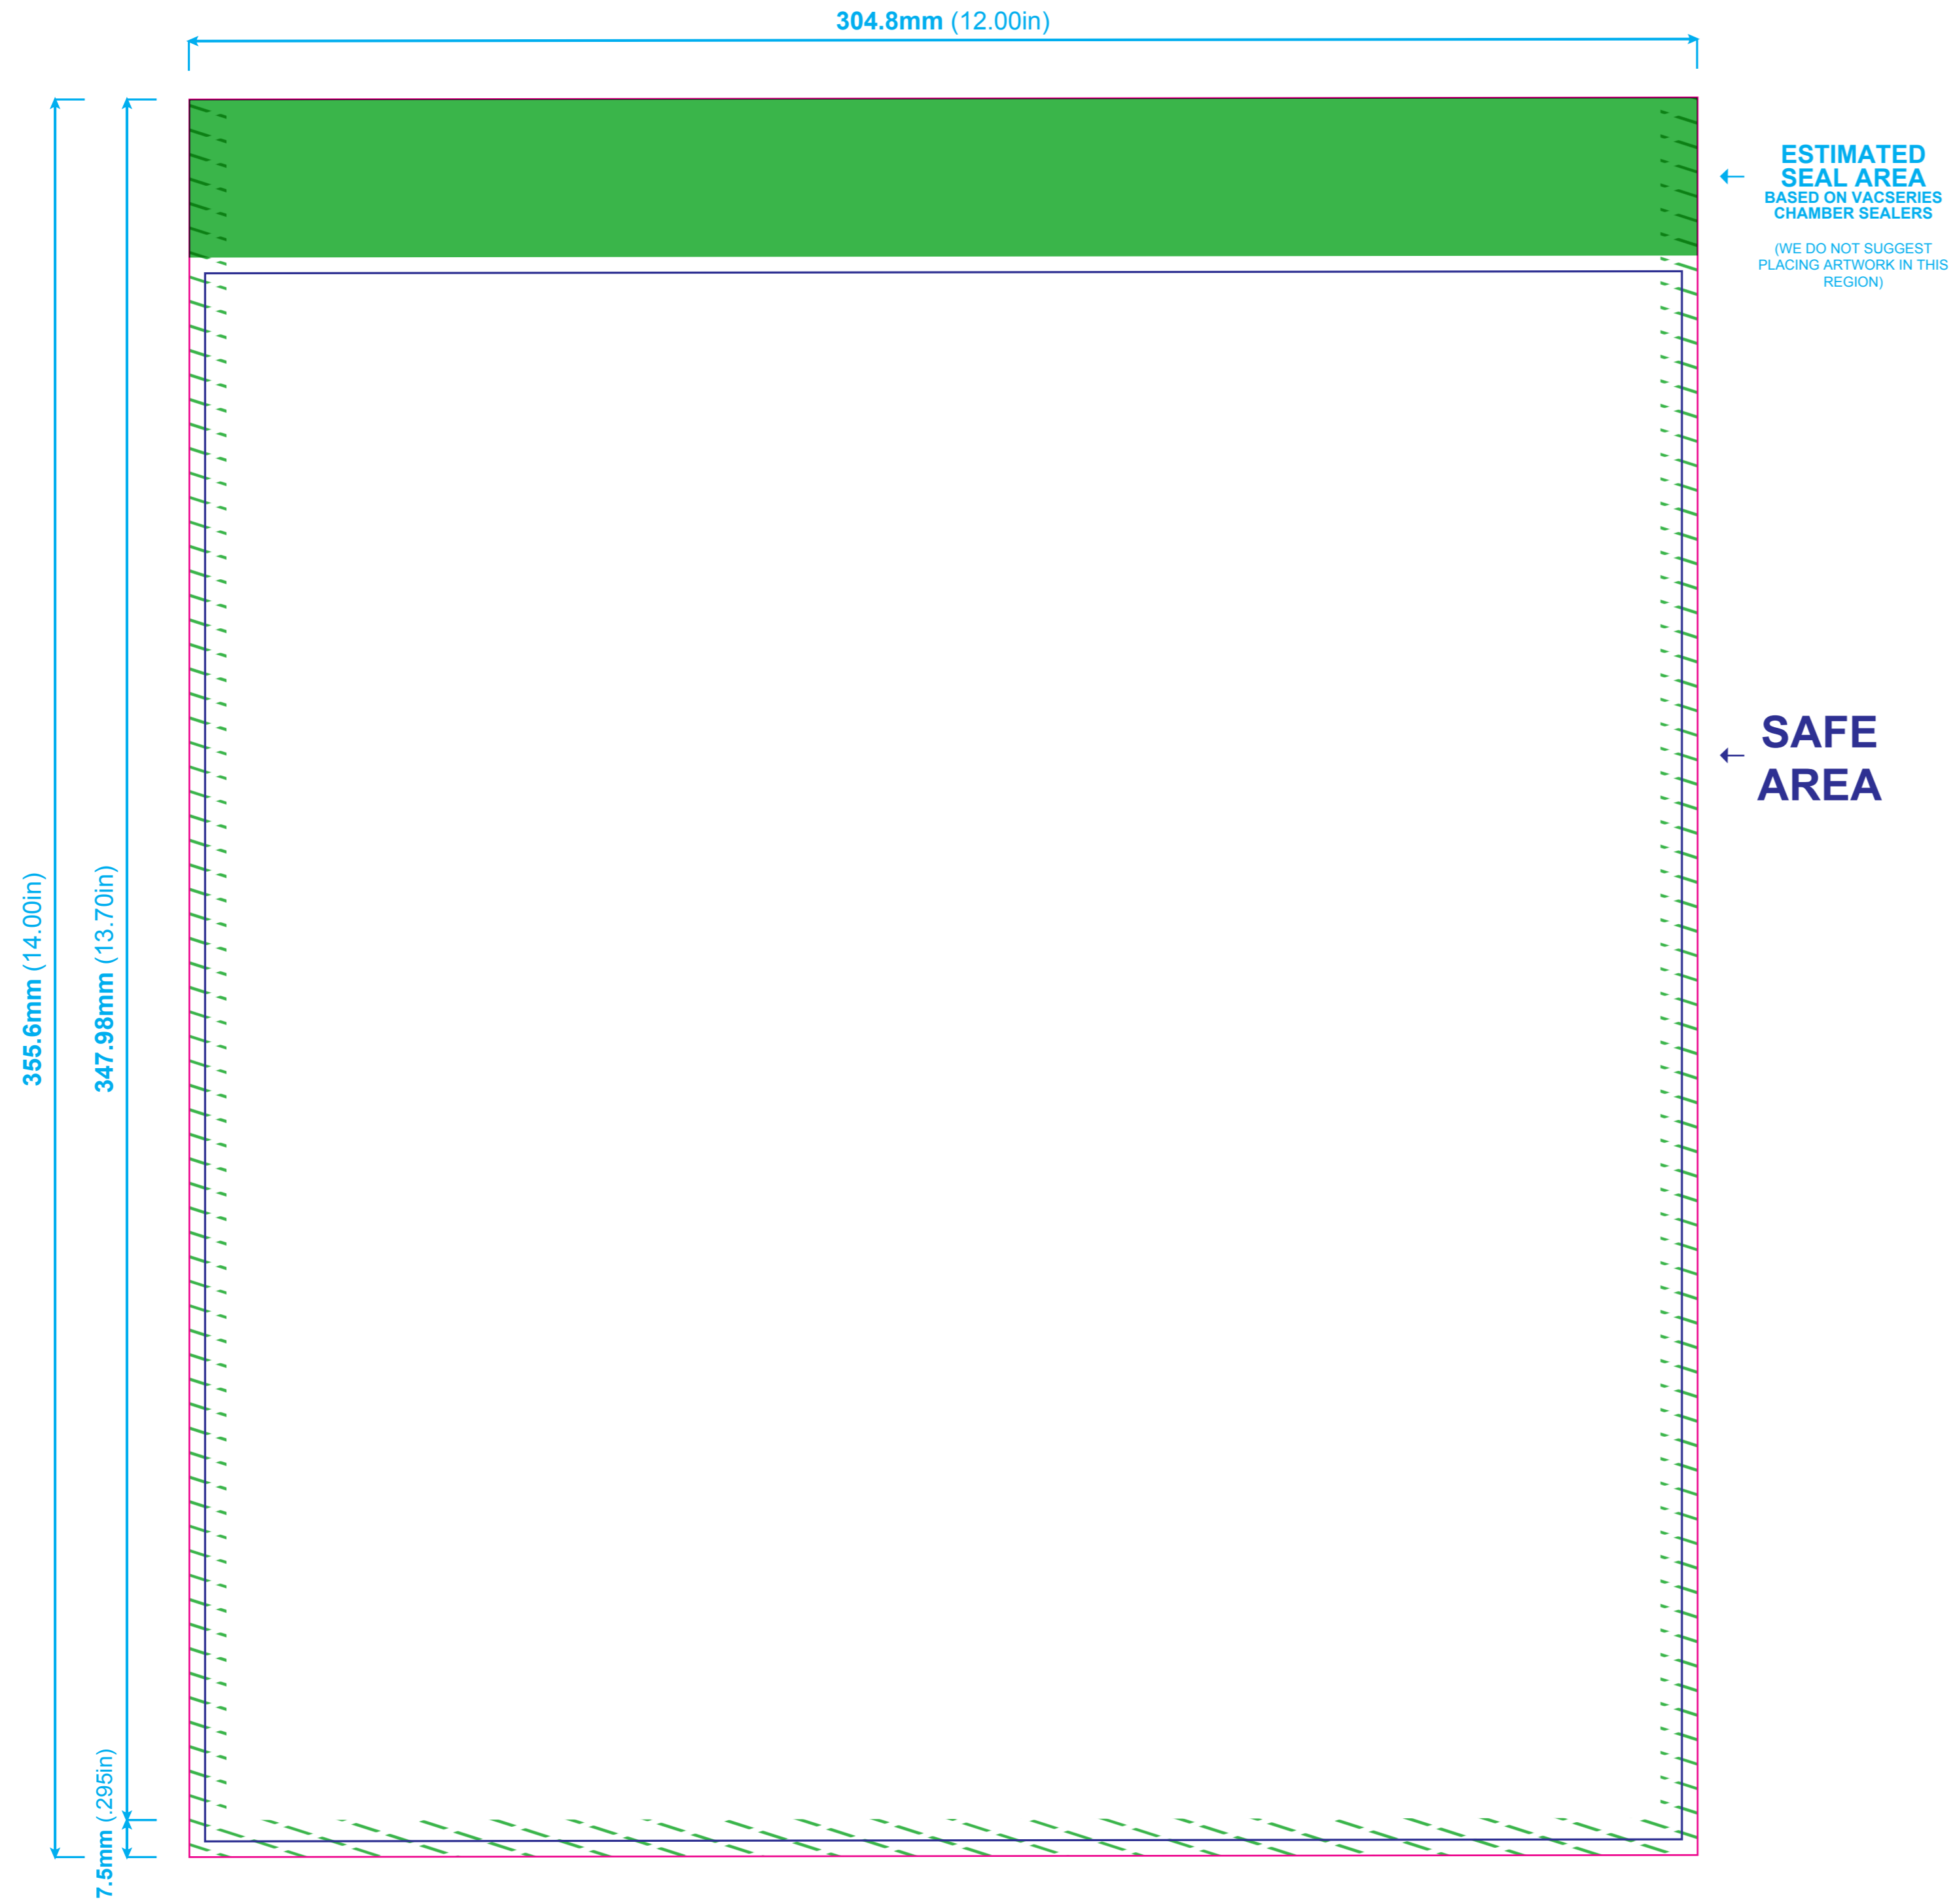 304.8mm (12.00in)
ESTIMATED
SEAL AREA
BASED ON VACSERIES
CHAMBER SEALERS
(WE DO NOT SUGGEST
PLACING ARTWORK IN THIS
REGION)
SAFE
AREA
355.6mm (14.00in)
347.98mm (13.70in)
7.5mm (.295in)